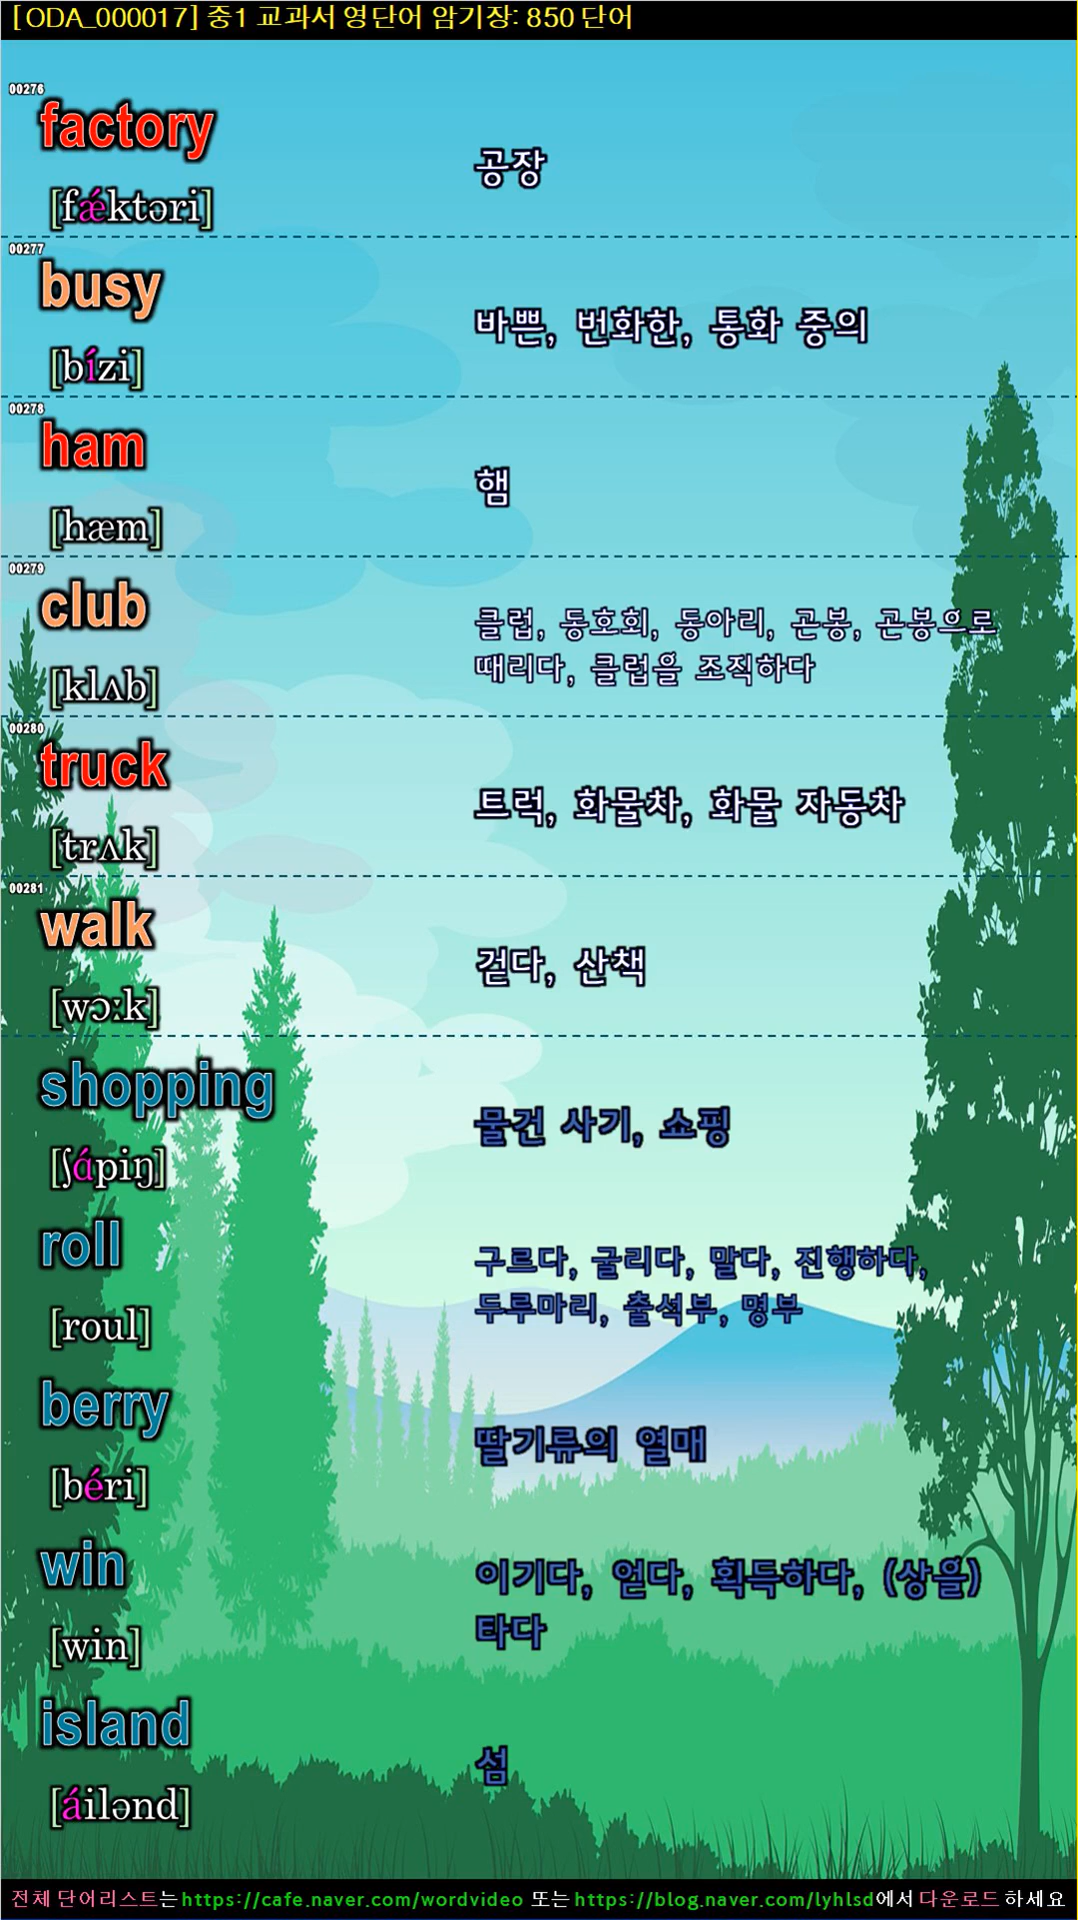 [ODA_000017] 중1 교과서 영단어 암기장: 850 단어
00276
factory
공장
[fǽktəri]
00277
busy
바쁜, 번화한, 통화 중의
[bízi]
00278
ham
햄
[hæm]
00279
club
클럽, 동호회, 동아리, 곤봉, 곤봉으로
때리다, 클럽을 조직하다
[klʌb]
00280
truck
트럭, 화물차, 화물 자동차
[trʌk]
00281
walk
걷다, 산책
[wɔːk]
shopping
물건 사기, 쇼핑
[ʃápiŋ]
roll
구르다, 굴리다, 말다, 진행하다,
두루마리, 출석부, 명부
[roul]
berry
딸기류의 열매
[béri]
win
이기다, 얻다, 획득하다, (상을)
타다
[win]
island
섬
[áilənd]
전체 단어리스트는 https://cafe.naver.com/wordvideo 또는 https://blog.naver.com/lyhlsd에서 다운로드 하세요